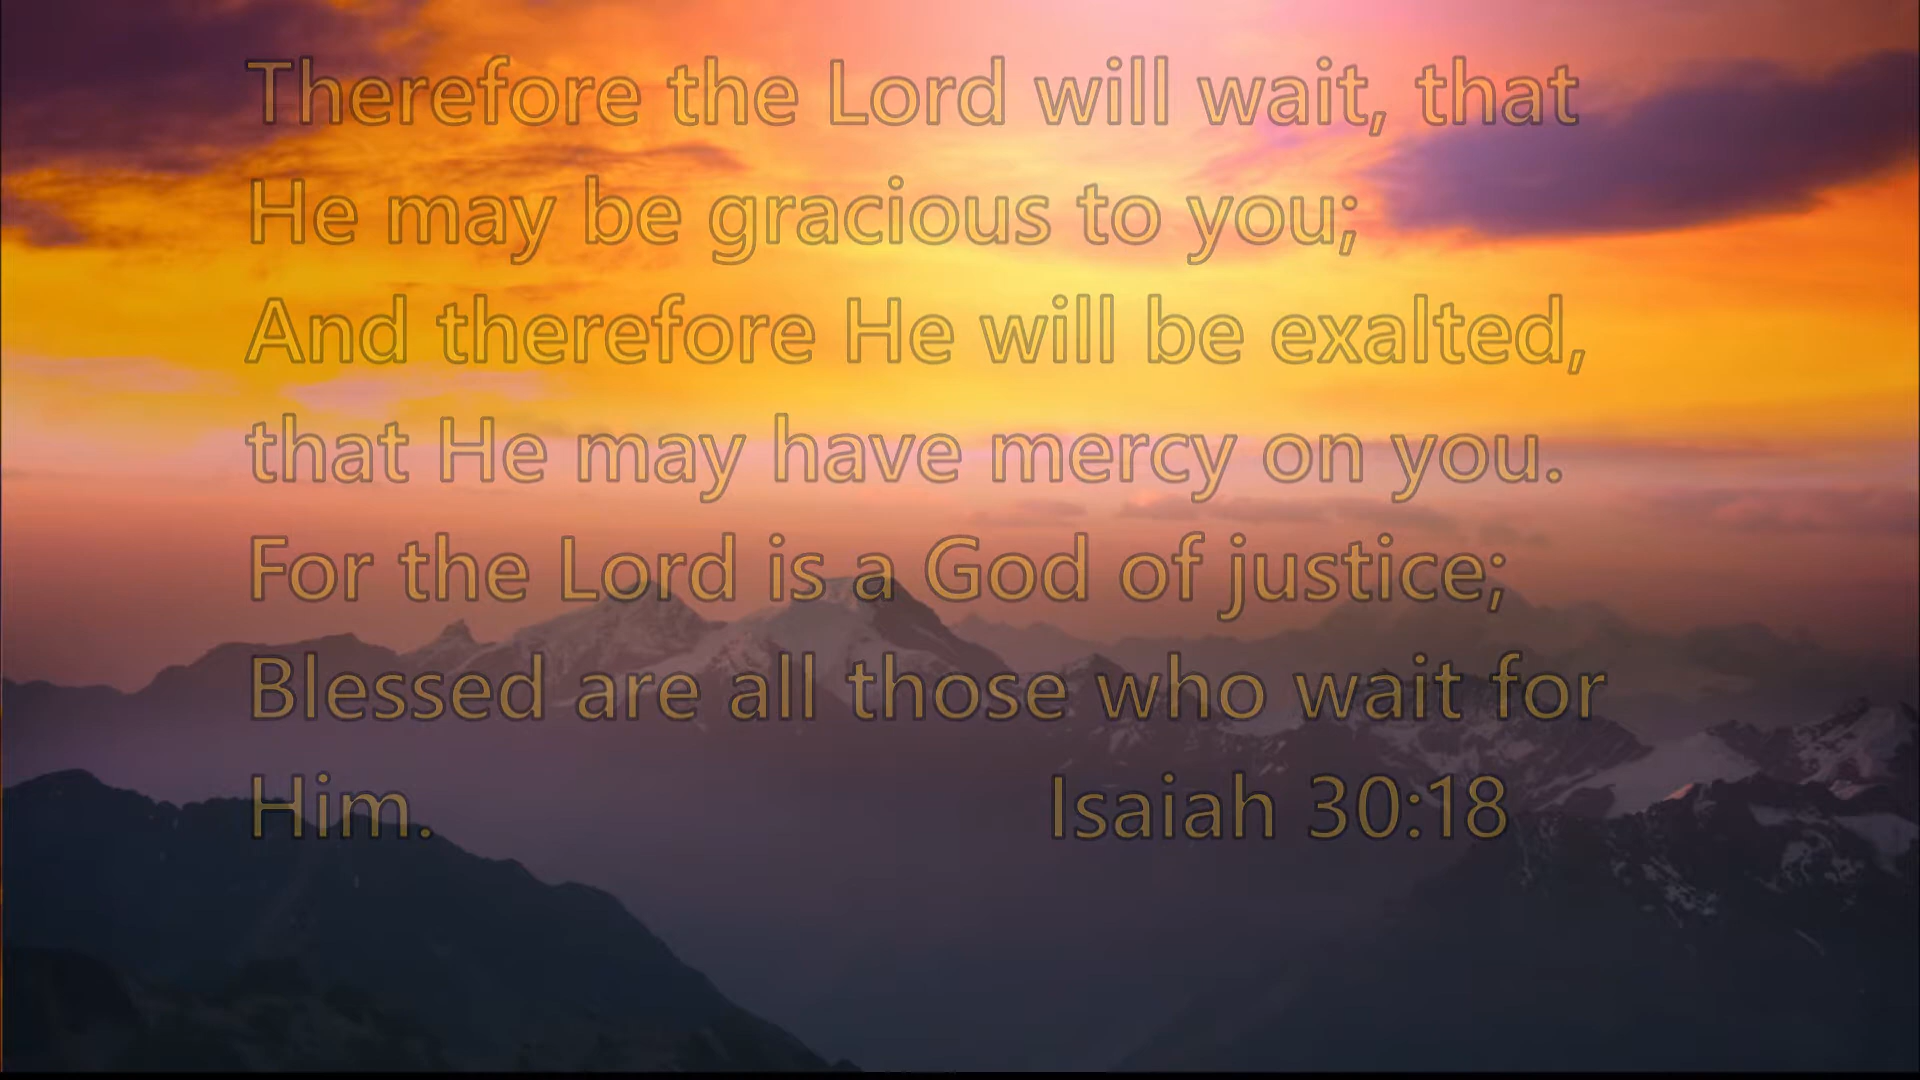 Therefore the Lord will wait, that
He may be gracious to you;
And therefore He will be exalted,
that He may have mercy on you.
For the Lord is a God of justice;
Blessed are all those who wait for
Him. Isaiah 30:18